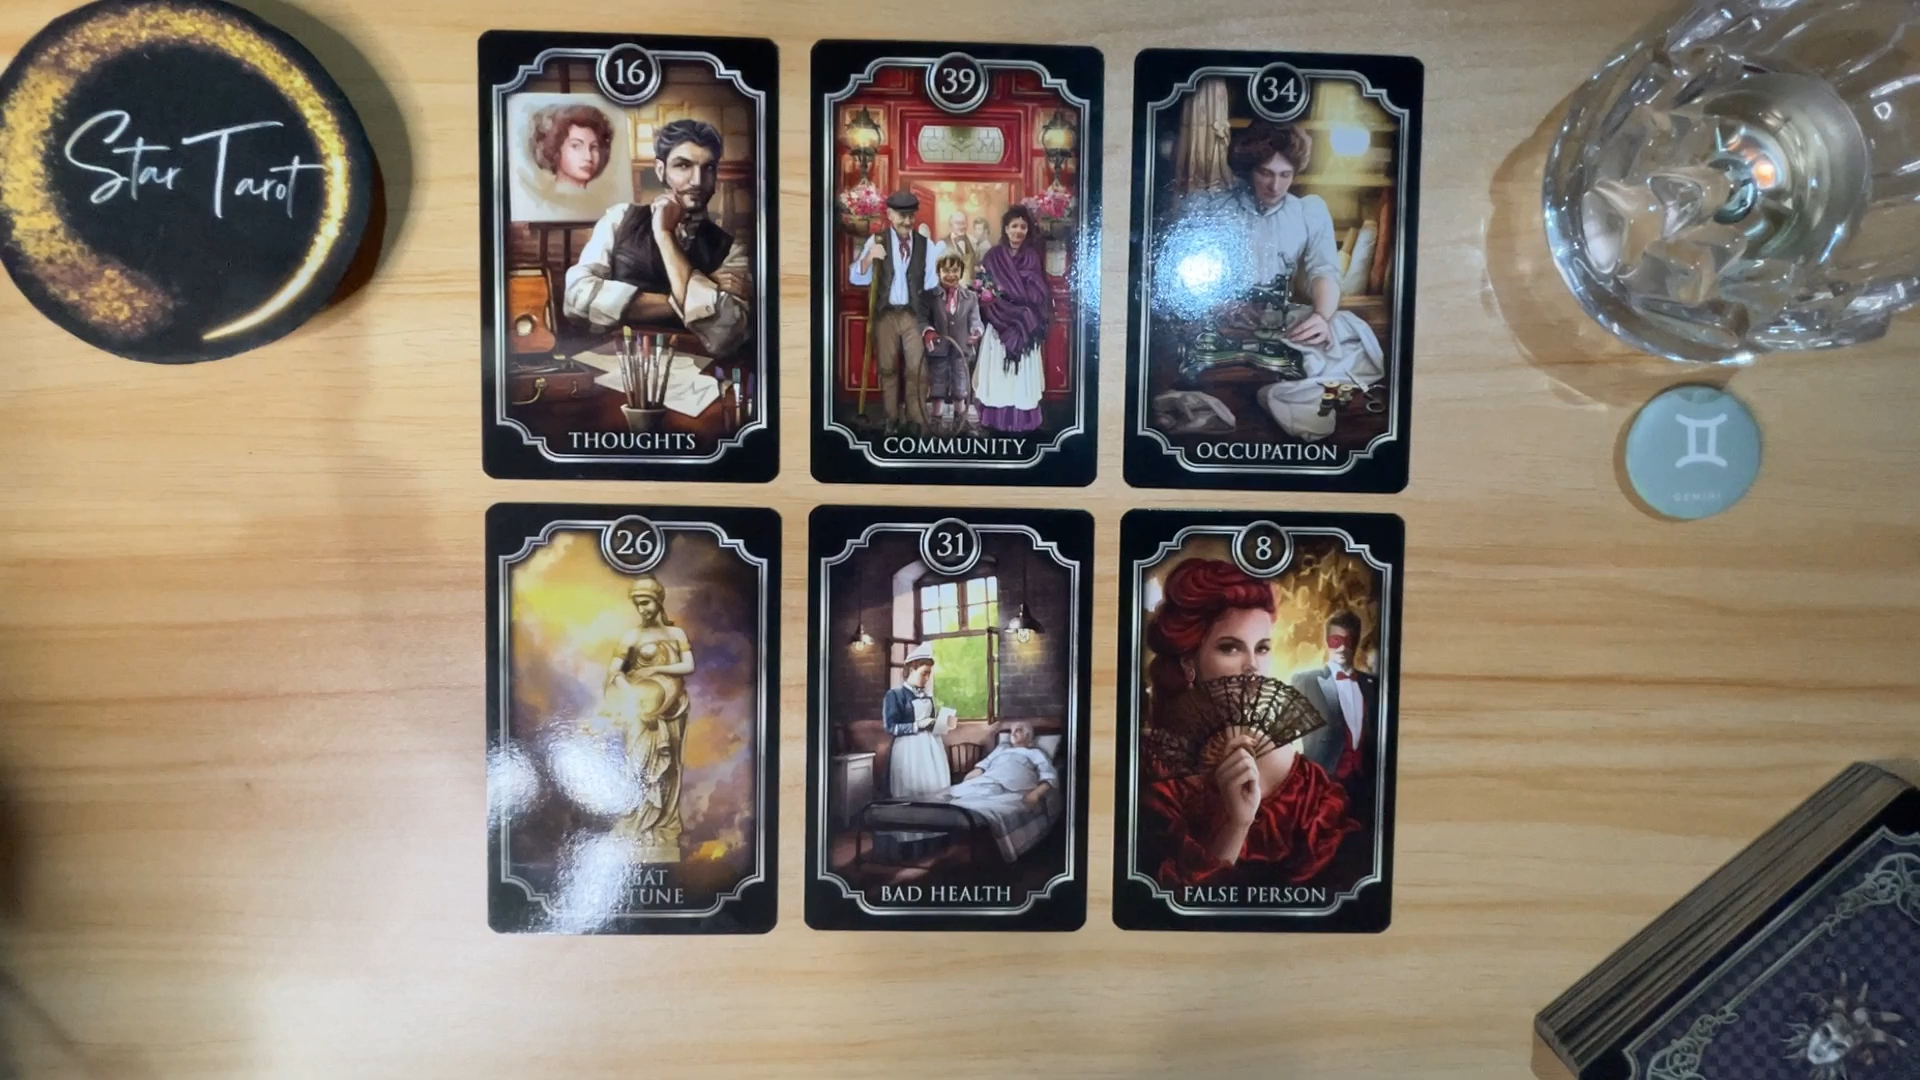 Star Tarot
16
THOUGHTS
39
COMMUNITY
34
OCCUPATION
GEMINI
26
31
BAD HEALTH
8
FALSE PERSON